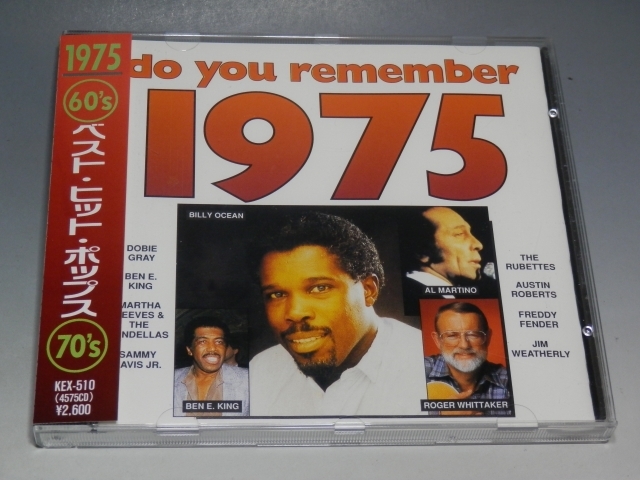 1975
60's
ベスト・ヒット・ポップス
70's
KEX-510
(4575CD)
¥2,600
do you remember
1975
BILLY OCEAN
DOBIE
GRAY
BEN E.
KING
MARTHA
REEVES &
THE
NDELLAS
SAMMY
AVIS JR.
AL MARTINO
BEN E. KING
ROGER WHITTAKER
THE
RUBETTES
AUSTIN
ROBERTS
FREDDY
FENDER
JIM
WEATHERLY